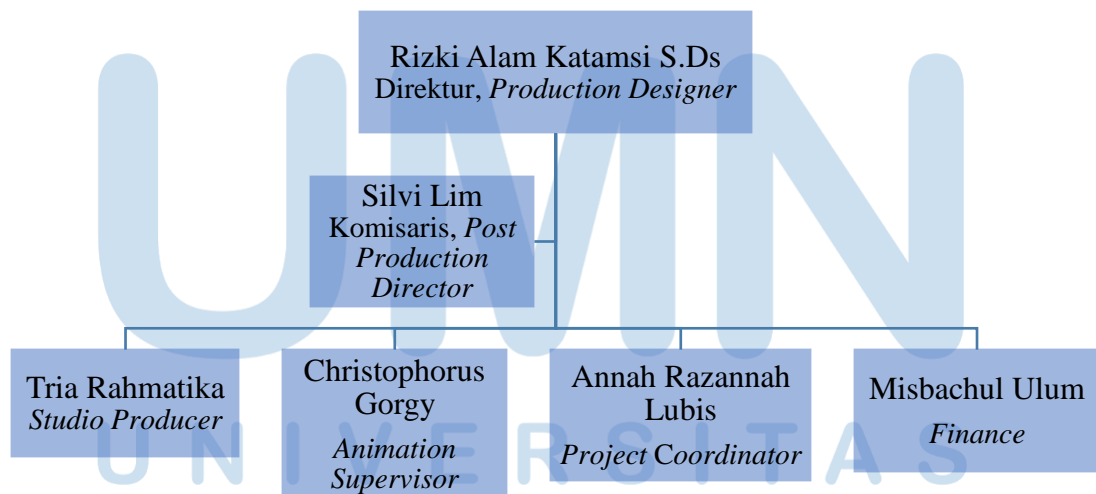 Rizki Alam Katamsi S.Ds
Direktur, Production Designer
Silvi Lim
Komisaris, Post
Production
Director
Tria Rahmatika
Studio Producer
Christophorus
Gorgy
Animation
Supervisor
Annah Razannah
Lubis
Project Coordinator
Misbachul Ulum
Finance
UMN
UNIVERSITAS